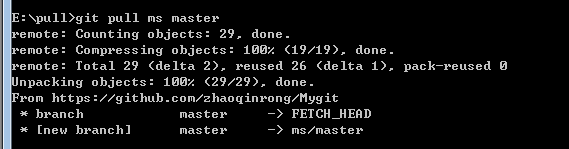 E:\pull>git pull ms master
remote: Counting objects: 29, done.
remote: Compressing objects: 100% (19/19), done.
remote: Total 29 (delta 2), reused 26 (delta 1), pack-reused 0
Unpacking objects: 100% (29/29), done.
From https://github.com/zhaoqinrong/Mygit
 * branch            master     -> FETCH_HEAD
 * [new branch]      master     -> ms/master